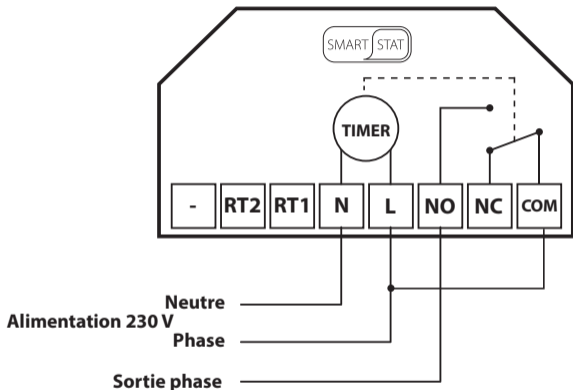 SMART STAT
TIMER
- RT2 RT1 N L NO NC COM
Neutre
Alimentation 230 V
Phase
Sortie phase